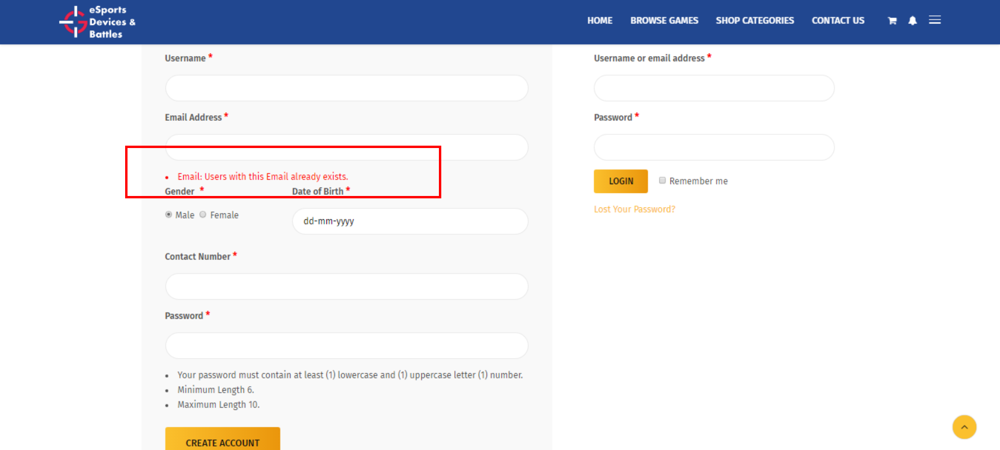 eSports
Devices &
Battles
HOME BROWSE GAMES SHOP CATEGORIES CONTACT US
Username *
Email Address *
Email: Users with this Email already exists.
Gender * Date of Birth *
Male Female
dd-mm-yyyy
Contact Number *
Password *
Your password must contain at least (1) lowercase and (1) uppercase letter (1) number.
Minimum Length 6.
Maximum Length 10.
CREATE ACCOUNT
Username or email address *
Password *
LOGIN Remember me
Lost Your Password?